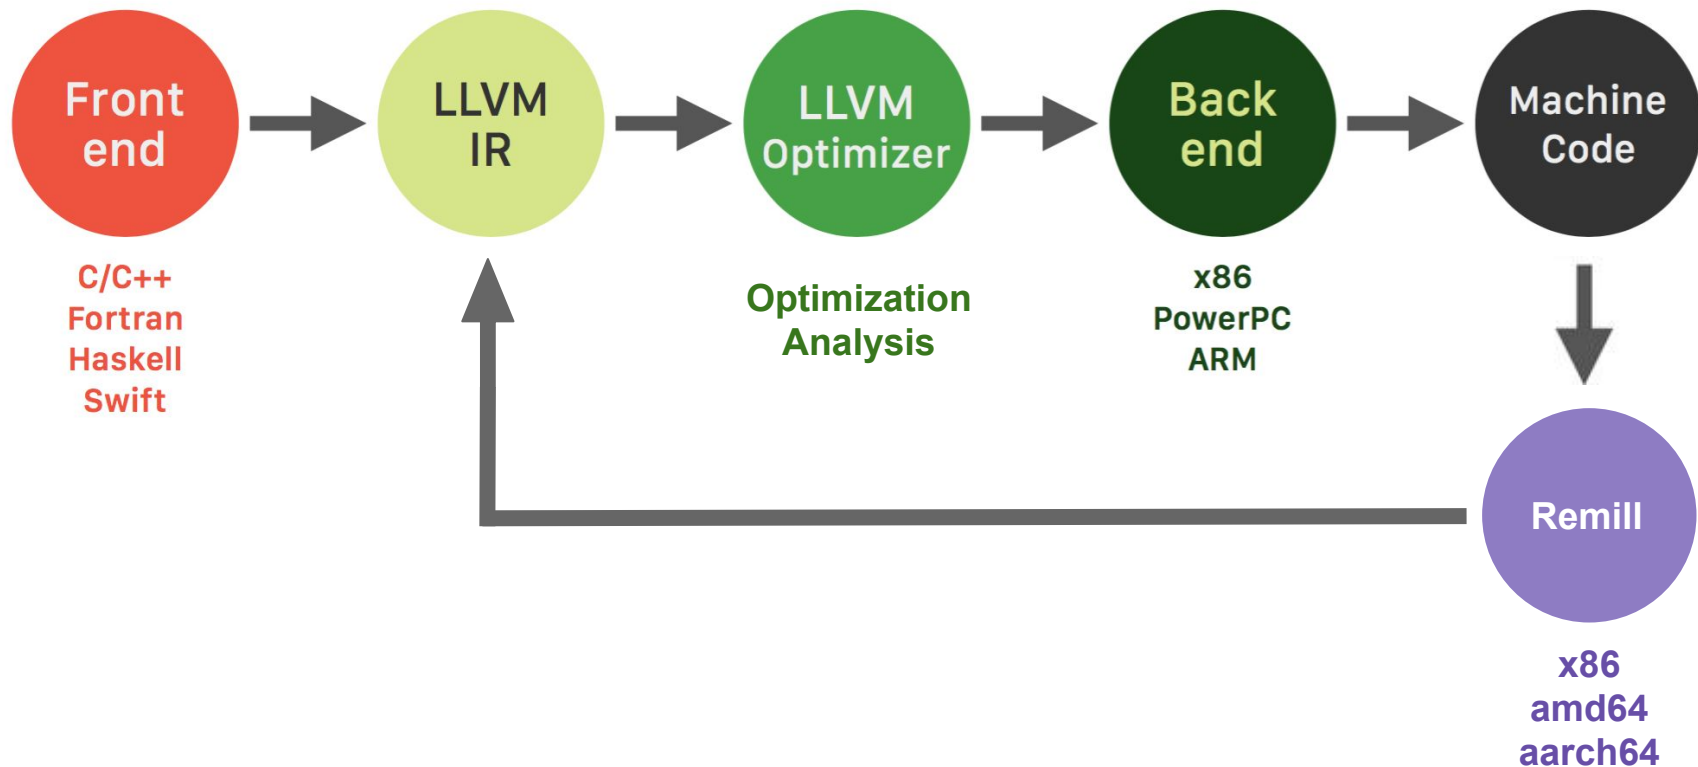 Front
end
LLVM
IR
LLVM
Optimizer
Back
end
Machine
Code
C/C++
Fortran
Haskell
Swift
Optimization
Analysis
x86
PowerPC
ARM
Remill
x86
amd64
aarch64